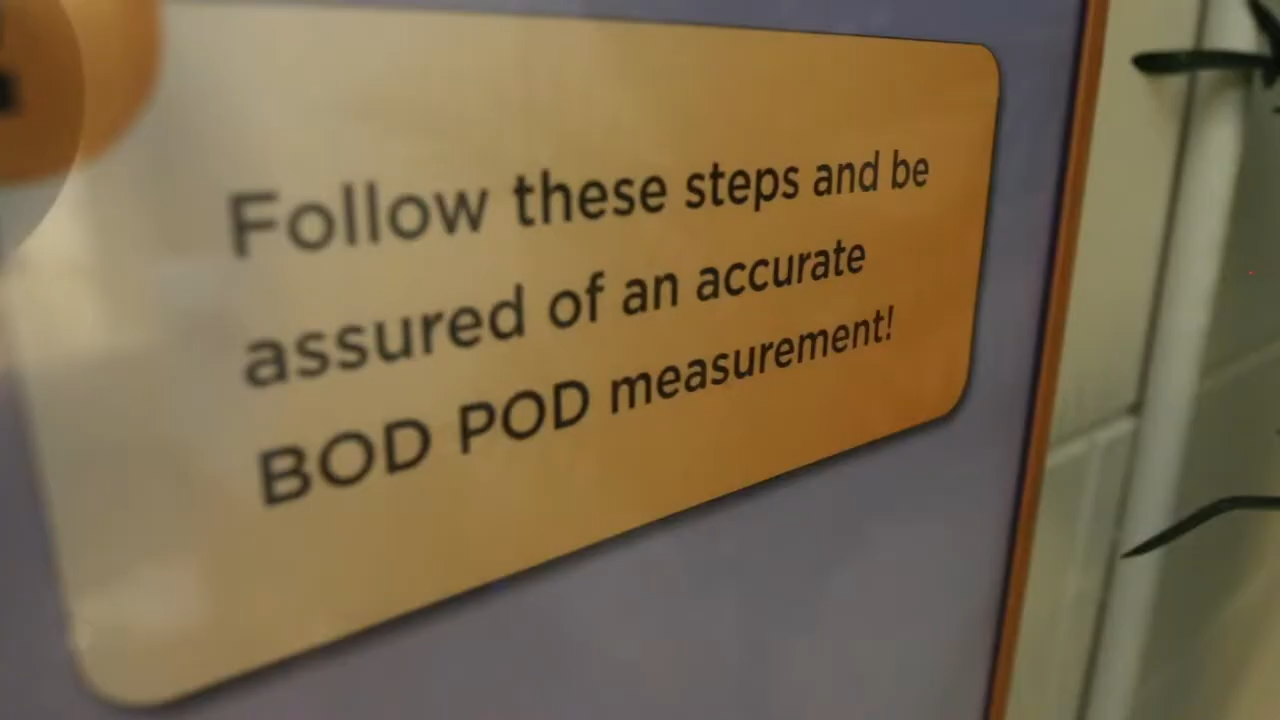 Follow these steps and be
assured of an accurate
BOD POD measurement!